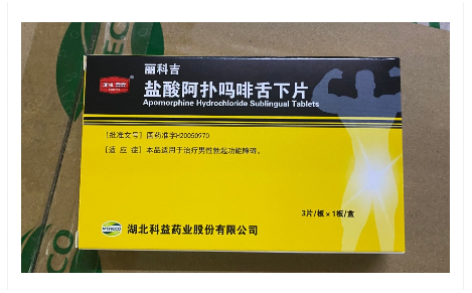 丽科吉
盐酸阿扑吗啡舌下片
Apomorphine Hydrochloride Sublingual Tablets
[批准文号] 国药准字H20050970
[适 应 症] 本品适用于治疗男性勃起功能障碍。
3片/板×1板/盒
湖北科益药业股份有限公司